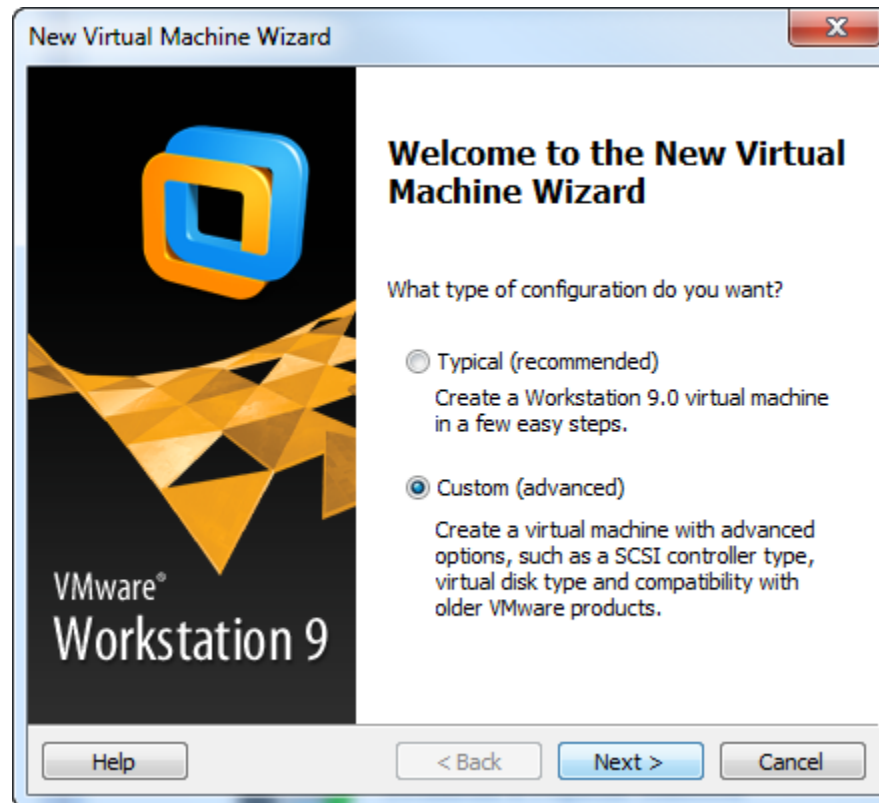 New Virtual Machine Wizard
Welcome to the New Virtual
Machine Wizard
What type of configuration do you want?
Typical (recommended)
Create a Workstation 9.0 virtual machine
in a few easy steps.
Custom (advanced)
Create a virtual machine with advanced
options, such as a SCSI controller type,
virtual disk type and compatibility with
older VMware products.
VMware®
Workstation 9
Help
< Back
Next >
Cancel